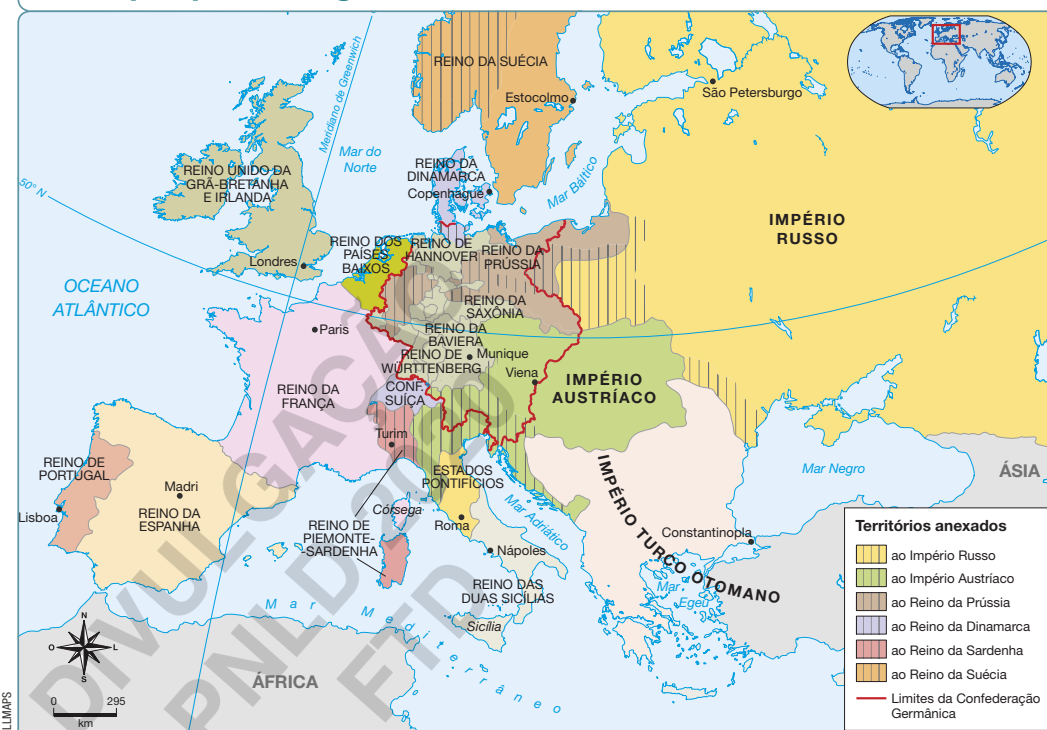 REINO DA SUÉCIA
Estocolmo
São Petersburgo
Meridiano de Greenwich
Mar do
Norte
REINO DA
DINAMARCA
Copenhague
Mar Báltico
REINO UNIDO DA
GRÃ-BRETANHA
E IRLANDA
50° N
Londres
REINO DOS
PAÍSES
BAIXOS
REINO DE
HANNOVER
REINO DA
PRÚSSIA
IMPÉRIO
RUSSO
OCEANO
ATLÂNTICO
REINO DA
SAXÔNIA
Paris
REINO DA
BAVIERA
REINO DE
WÜRTTENBERG
Munique
Viena
IMPÉRIO
AUSTRÍACO
CONF.
SUÍÇA
REINO DA
FRANÇA
Turim
REINO DE
PORTUGAL
Lisboa
Madri
REINO DA
ESPANHA
ESTADOS
PONTIFÍCIOS
Córsega
Roma
Mar Adriático
REINO DE
PIEMONTE-
-SARDENHA
Nápoles
REINO DAS
DUAS SICÍLIAS
Sicília
IMPÉRIO TURCO OTOMANO
Constantinopla
Mar Negro
ÁSIA
Mar
Egeu
Mar Mediterrâneo
ÁFRICA
N
O
L
S
0 295
km
LLMAPS
Territórios anexados
ao Império Russo
ao Império Austríaco
ao Reino da Prússia
ao Reino da Dinamarca
ao Reino da Sardenha
ao Reino da Suécia
Limites da Confederação
Germânica
DIVULGAÇÃO
PNLD 2020
FTD